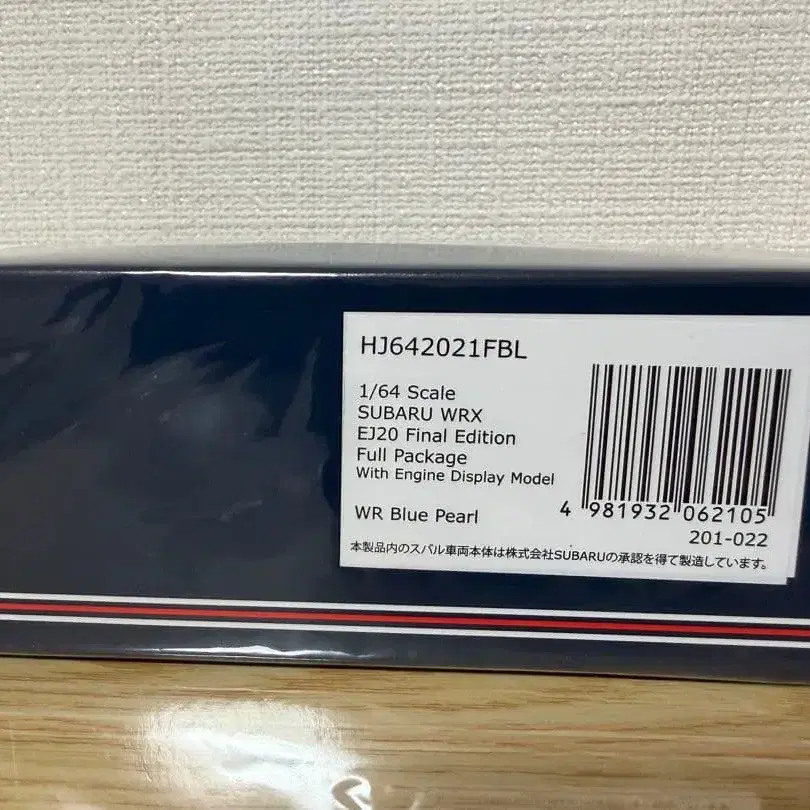 HJ642021FBL
1/64 Scale
SUBARU WRX
EJ20 Final Edition
Full Package
With Engine Display Model
WR Blue Pearl
4 981932 062105
201-022
本製品内のスバル車両本体は株式会社SUBARUの承認を得て製造しています。